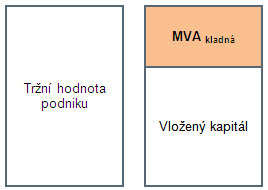 Tržní hodnota
podniku
MVA kladná
Vložený kapitál